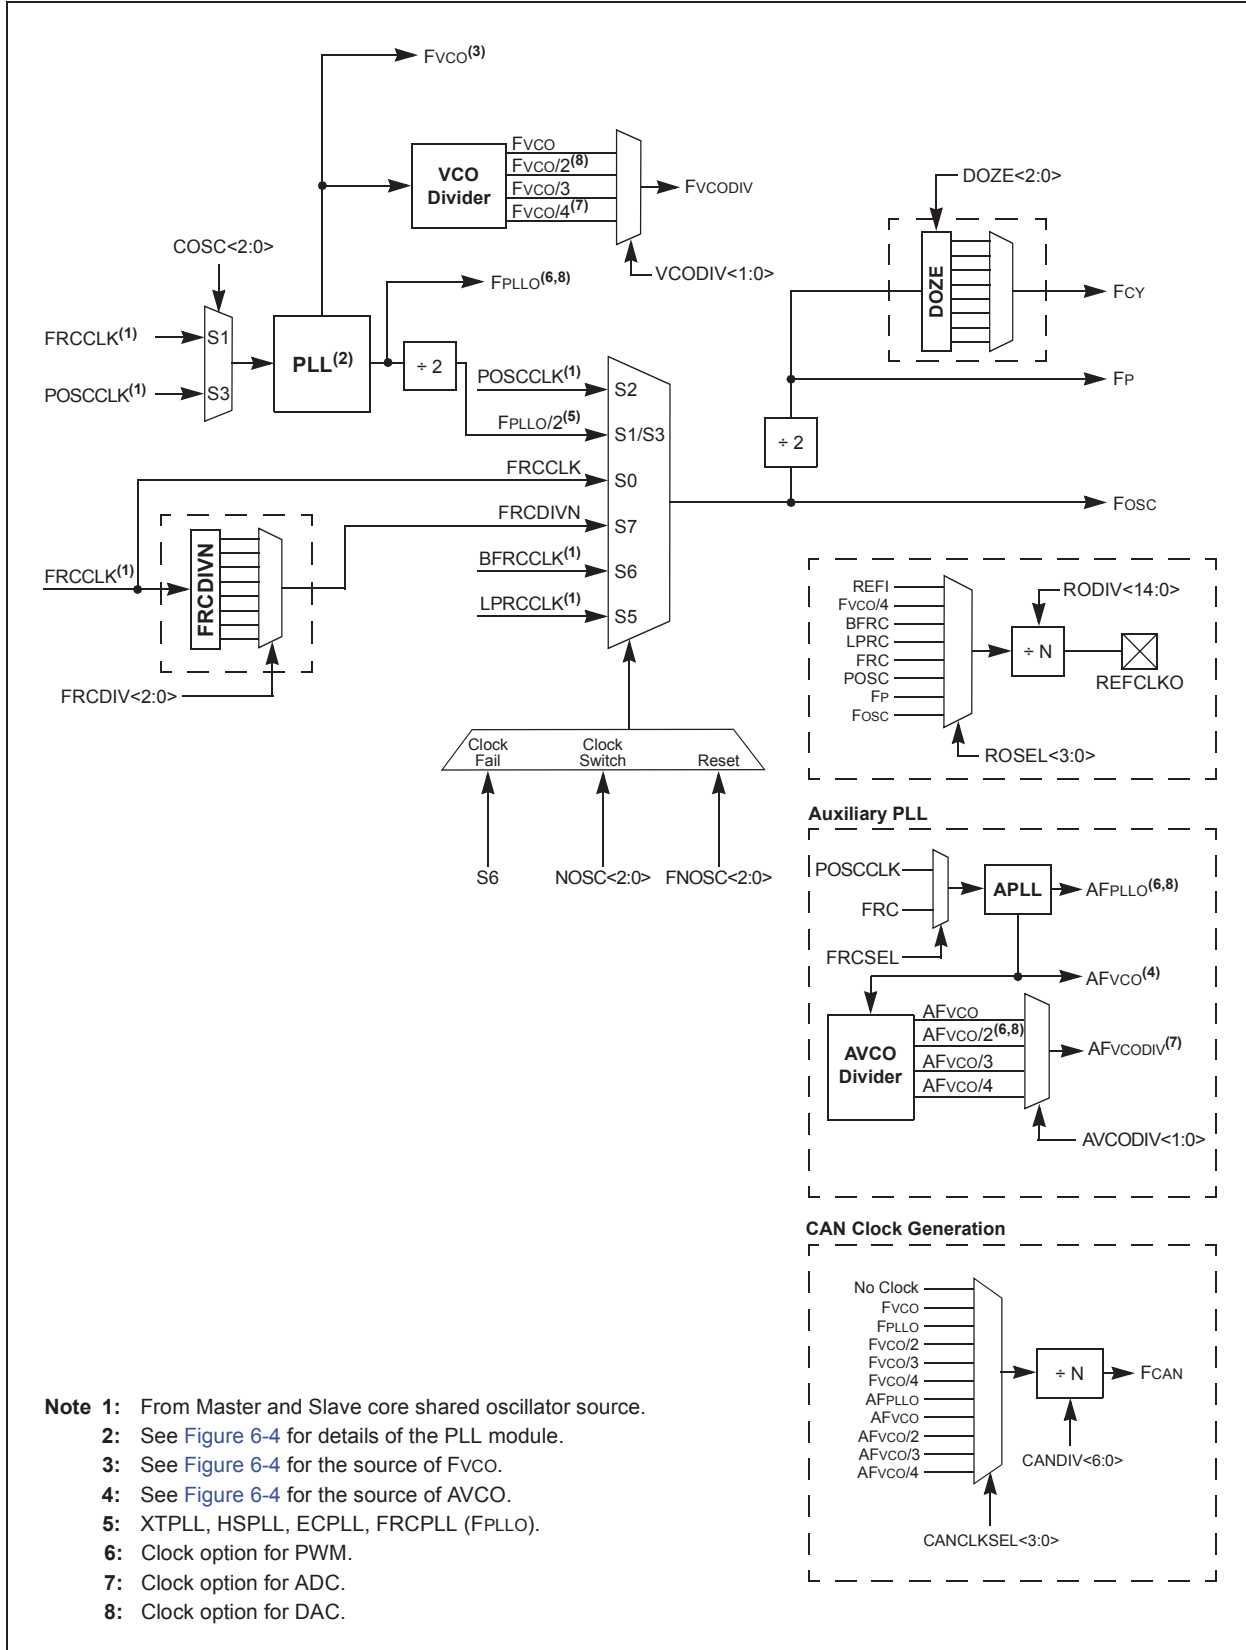 FVCO(3)
VCO
Divider
FVCO
FVCO/2(8)
FVCO/3
FVCO/4(7)
FVCODIV
VCODIV<1:0>
DOZE<2:0>
DOZE
FCY
COSC<2:0>
FPLLO(6,8)
FRCCLK(1)
S1
POSCCLK(1)
S3
PLL(2)
÷ 2
POSCCLK(1)
S2
FPLLO/2(5)
S1/S3
FRCCLK
S0
FRCDIVN
S7
BFRCCLK(1)
S6
LPRCCLK(1)
S5
FP
÷ 2
FOSC
FRCCLK(1)
FRCDIVN
FRCDIV<2:0>
Clock
Fail
Clock
Switch
Reset
S6
NOSC<2:0>
FNOSC<2:0>
REFI
FVCO/4
BFRC
LPRC
FRC
POSC
FP
FOSC
RODIV<14:0>
÷ N
REFCLKO
ROSEL<3:0>
Auxiliary PLL
POSCCLK
FRC
FRCSEL
APLL
AFPLLO(6,8)
AFVCO(4)
AVCO
Divider
AFVCO
AFVCO/2(6,8)
AFVCO/3
AFVCO/4
AFVCODIV(7)
AVCODIV<1:0>
CAN Clock Generation
No Clock
FVCO
FPLLO
FVCO/2
FVCO/3
FVCO/4
AFPLLO
AFVCO
AFVCO/2
AFVCO/3
AFVCO/4
÷ N
FCAN
CANDIV<6:0>
CANCLKSEL<3:0>
Note 1: From Master and Slave core shared oscillator source.
2: See Figure 6-4 for details of the PLL module.
3: See Figure 6-4 for the source of FVCO.
4: See Figure 6-4 for the source of AVCO.
5: XTPLL, HSPLL, ECPLL, FRCPLL (FPLLO).
6: Clock option for PWM.
7: Clock option for ADC.
8: Clock option for DAC.